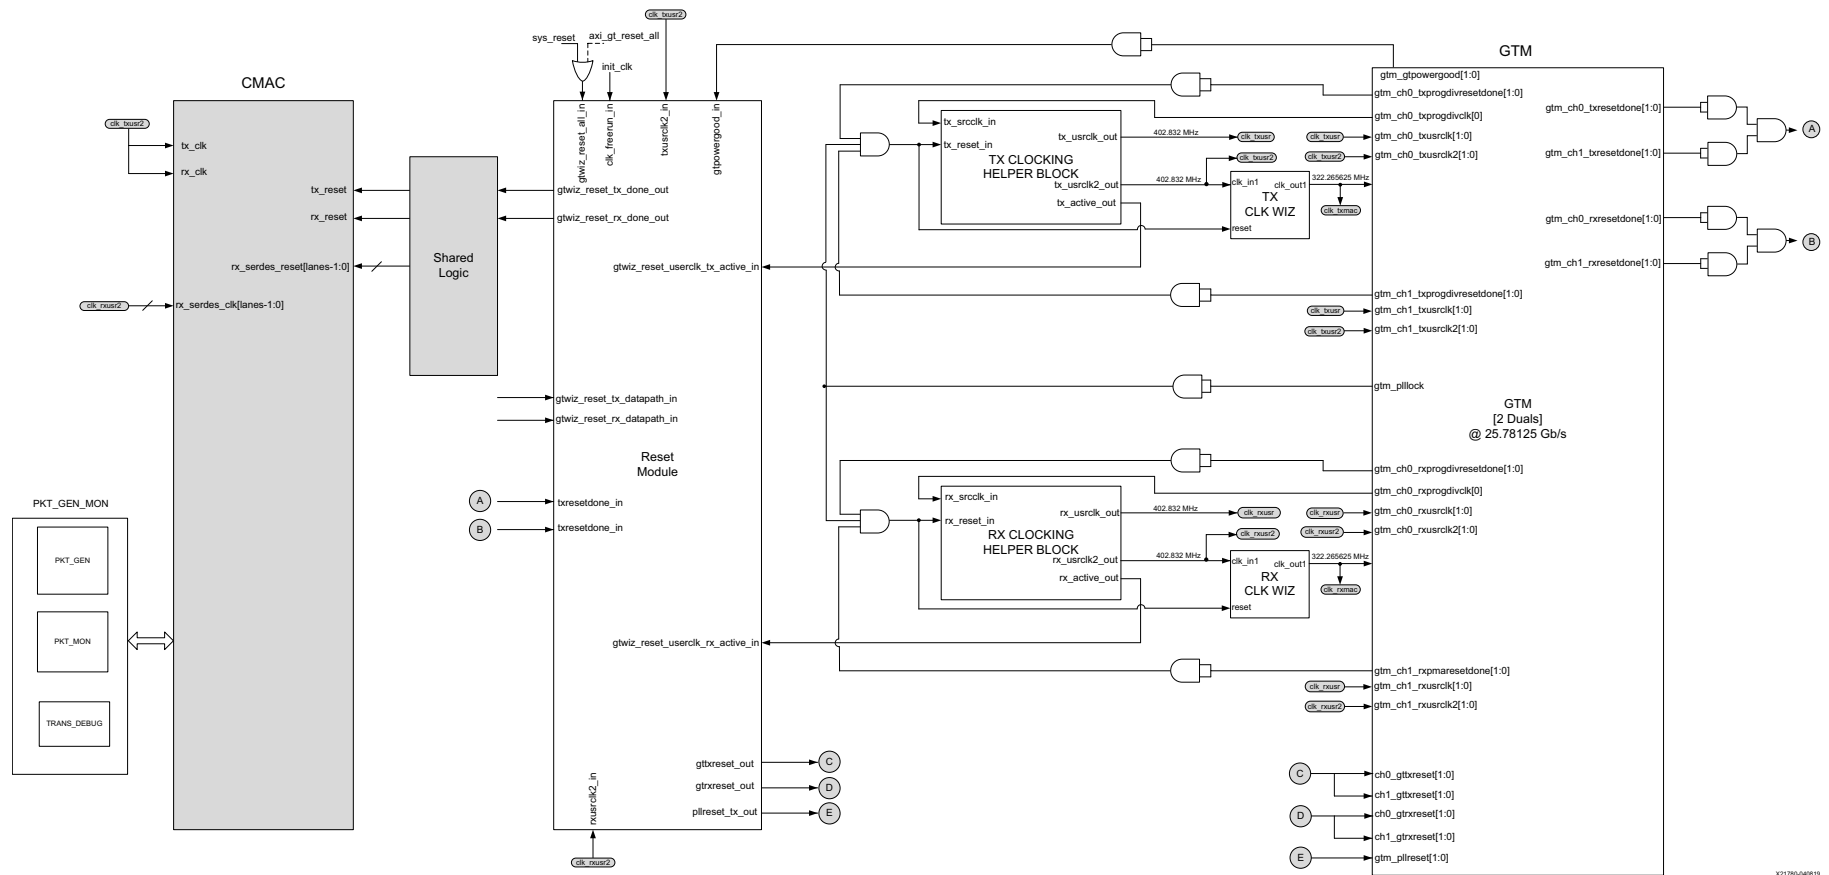 CMAC
clk_txusr2
tx_clk
rx_clk
tx_reset
rx_reset
rx_serdes_reset[lanes-1:0]
clk_rxusr2
rx_serdes_clk[lanes-1:0]
PKT_GEN_MON
PKT_GEN
PKT_MON
TRANS_DEBUG
Shared
Logic
sys_reset
axi_gt_reset_all
init_clk
clk_txusr2
gtwiz_reset_all_in
clk_freerun_in
txusrclk2_in
gtpowergood_in
gtwiz_reset_tx_done_out
gtwiz_reset_rx_done_out
gtwiz_reset_userclk_tx_active_in
gtwiz_reset_tx_datapath_in
gtwiz_reset_rx_datapath_in
Reset
Module
A
txresetdone_in
B
txresetdone_in
gtwiz_reset_userclk_rx_active_in
gttxreset_out
C
gtrxreset_out
D
pllreset_tx_out
E
rxusrclk2_in
clk_rxusr2
tx_srcclk_in
tx_usrclk_out
tx_reset_in
TX CLOCKING
HELPER BLOCK
tx_usrclk2_out
tx_active_out
402.832 MHz
clk_txusr
clk_txusr2
402.832 MHz
clk_in1
clk_out1
TX
CLK WIZ
reset
322.265625 MHz
clk_txmac
rx_srcclk_in
rx_usrclk_out
rx_reset_in
RX CLOCKING
HELPER BLOCK
rx_usrclk2_out
rx_active_out
402.832 MHz
clk_rxusr
clk_rxusr2
402.832 MHz
clk_in1
clk_out1
RX
CLK WIZ
reset
322.265625 MHz
clk_rxmac
GTM
gtm_gtpowergood[1:0]
gtm_ch0_txprogdivresetdone[1:0]
gtm_ch0_txprogdivclk[0]
clk_txusr
gtm_ch0_txusrclk[1:0]
clk_txusr2
gtm_ch0_txusrclk2[1:0]
gtm_ch1_txprogdivresetdone[1:0]
clk_txusr
gtm_ch1_txusrclk[1:0]
clk_txusr2
gtm_ch1_txusrclk2[1:0]
gtm_plllock
GTM
[2 Duals]
@ 25.78125 Gb/s
gtm_ch0_rxprogdivresetdone[1:0]
gtm_ch0_rxprogdivclk[0]
clk_rxusr
gtm_ch0_rxusrclk[1:0]
clk_rxusr2
gtm_ch0_rxusrclk2[1:0]
gtm_ch1_rxpmaresetdone[1:0]
clk_rxusr
gtm_ch1_rxusrclk[1:0]
clk_rxusr2
gtm_ch1_rxusrclk2[1:0]
C
ch0_gttxreset[1:0]
ch1_gttxreset[1:0]
D
ch0_gtrxreset[1:0]
ch1_gtrxreset[1:0]
E
gtm_pllreset[1:0]
gtm_ch0_txresetdone[1:0]
gtm_ch1_txresetdone[1:0]
A
gtm_ch0_rxresetdone[1:0]
gtm_ch1_rxresetdone[1:0]
B
X21780-040819